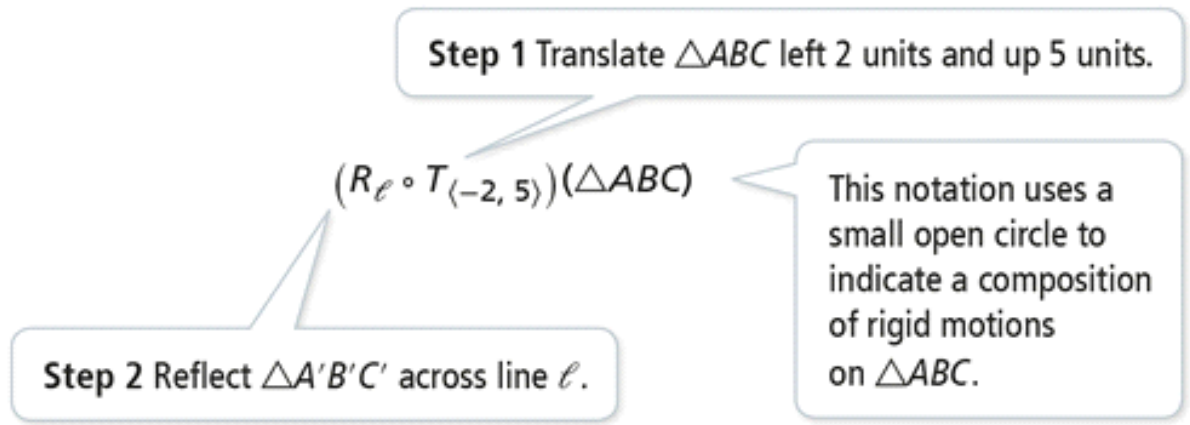 Step 1 Translate △ABC left 2 units and up 5 units.
(Rℓ ∘ T⟨−2, 5⟩)(△ABC)
This notation uses a
small open circle to
indicate a composition
of rigid motions
on △ABC.
Step 2 Reflect △A′B′C′ across line ℓ.